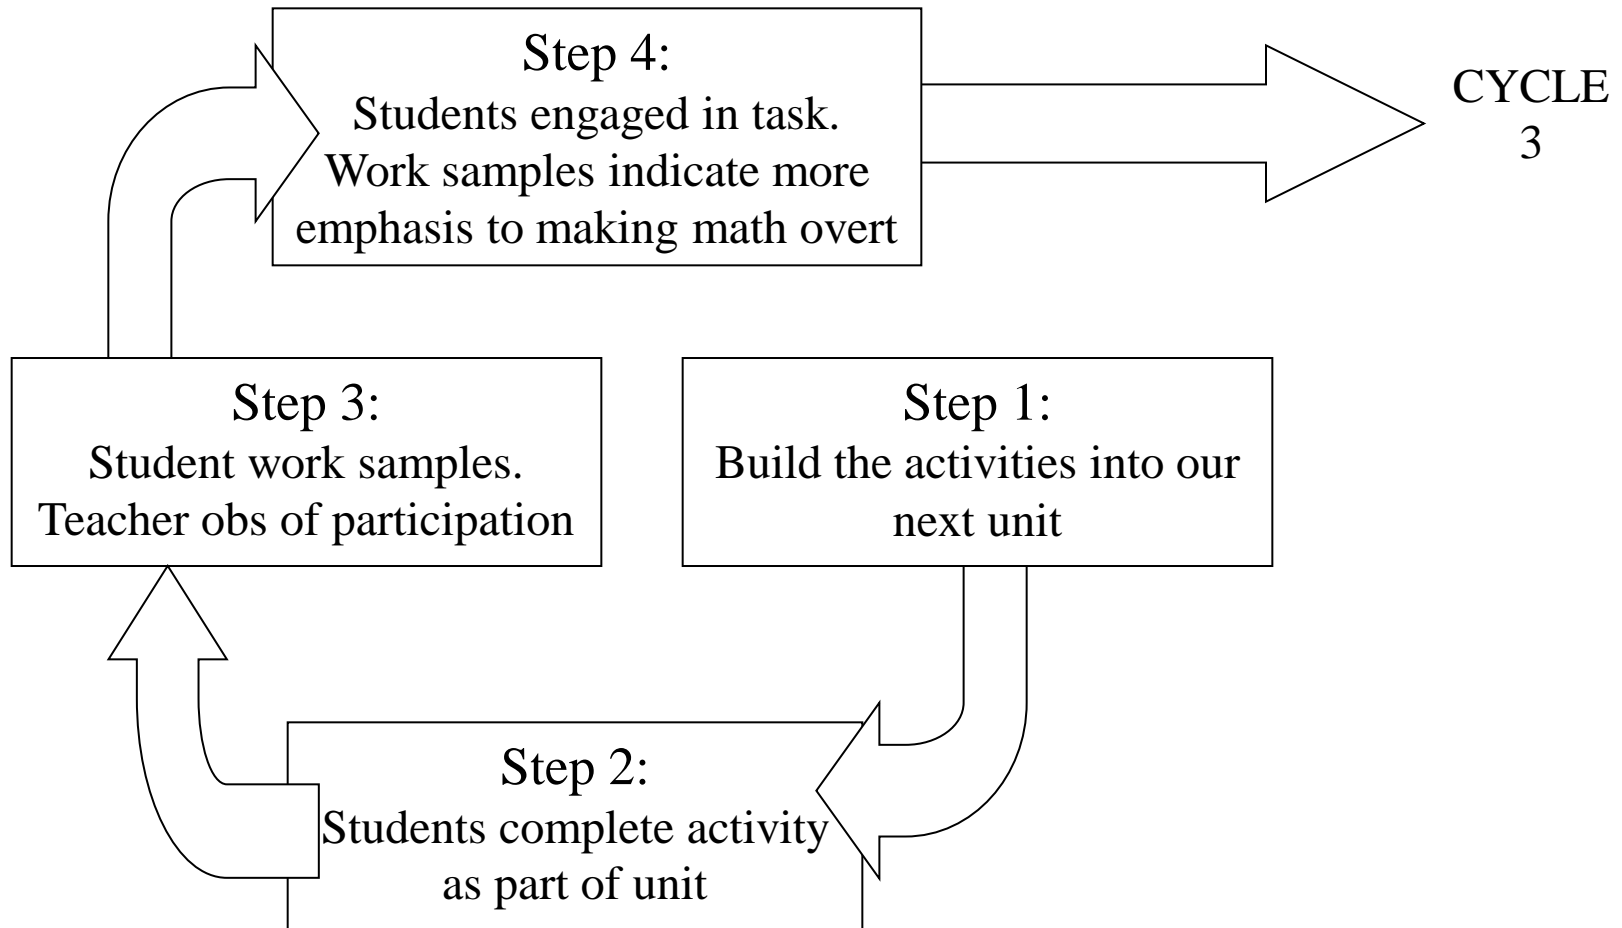 Step 4:
Students engaged in task.
Work samples indicate more
emphasis to making math overt
CYCLE
3
Step 3:
Student work samples.
Teacher obs of participation
Step 1:
Build the activities into our
next unit
Step 2:
Students complete activity
as part of unit